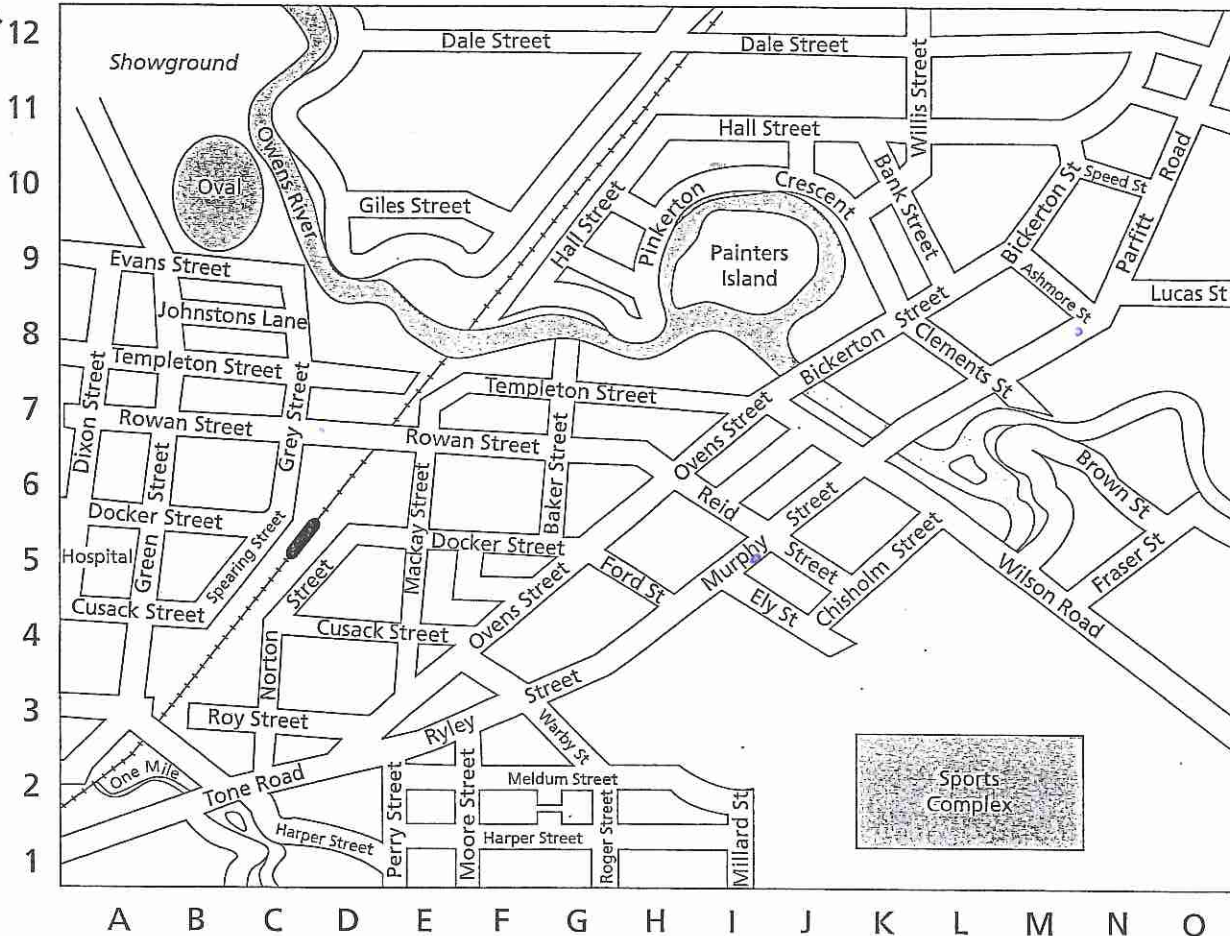 12
11
10
9
8
7
6
5
4
3
2
1
Showground
Dale Street
Dale Street
Willis Street
Owens River
Oval
Hall Street
Giles Street
Hall Street
Pinkerton
Crescent
Bank Street
Bickerton St
Speed St
Parfitt
Road
Painters
Island
Evans Street
Johnstons Lane
Ashmore St
Lucas St
Templeton Street
Dixon Street
Grey Street
Templeton Street
Bickerton
Street
Clements St
Rowan Street
Rowan Street
Baker Street
Ovens Street
Green
Street
Docker Street
Hospital
Spearing Street
Mackay Street
Docker Street
Reid
Street
Murphy
Street
Chisholm Street
Brown St
Fraser St
Wilson Road
Cusack Street
Norton
Street
Cusack Street
Ovens Street
Ford St
Ely St
Roy Street
Ryley
Street
Warby St
One Mile
Tone Road
Harper Street
Perry Street
Moore Street
Meldum Street
Harper Street
Roger Street
Millard St
Sports
Complex
A B C D E F G H I J K L M N O